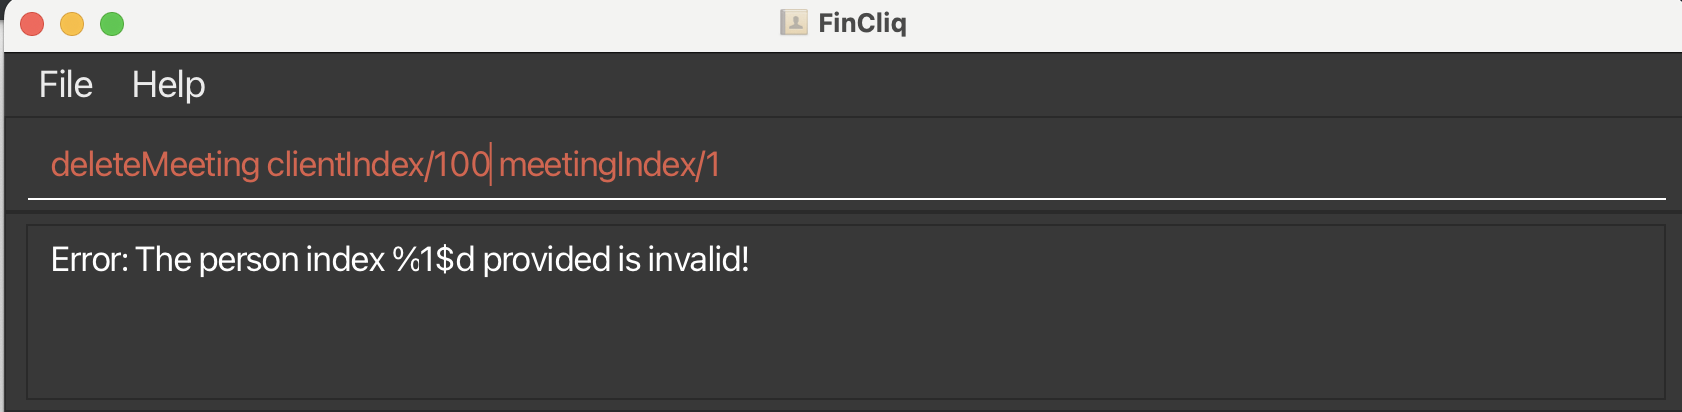 FinCliq
File Help
deleteMeeting clientIndex/100 meetingIndex/1
Error: The person index %1$d provided is invalid!